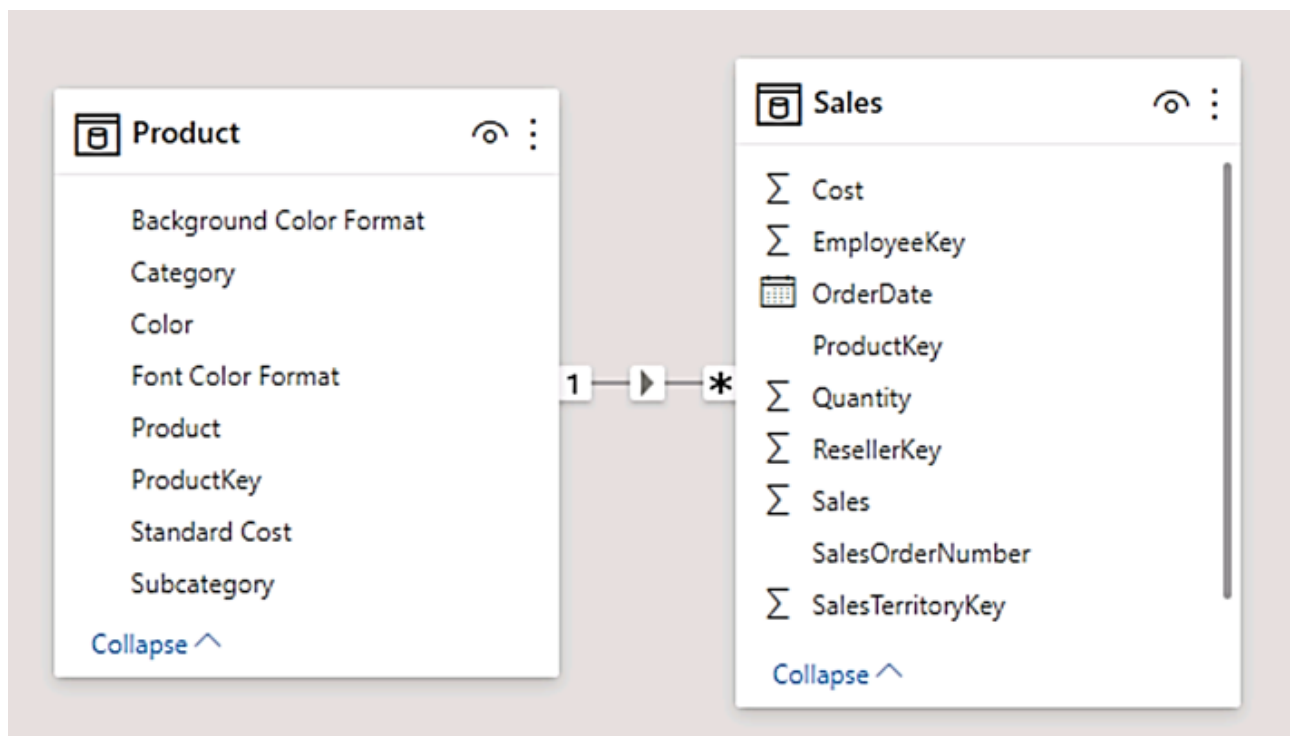 Product
Background Color Format
Category
Color
Font Color Format
Product
ProductKey
Standard Cost
Subcategory
Collapse
1
*
Sales
Σ Cost
Σ EmployeeKey
OrderDate
ProductKey
Σ Quantity
Σ ResellerKey
Σ Sales
SalesOrderNumber
Σ SalesTerritoryKey
Collapse